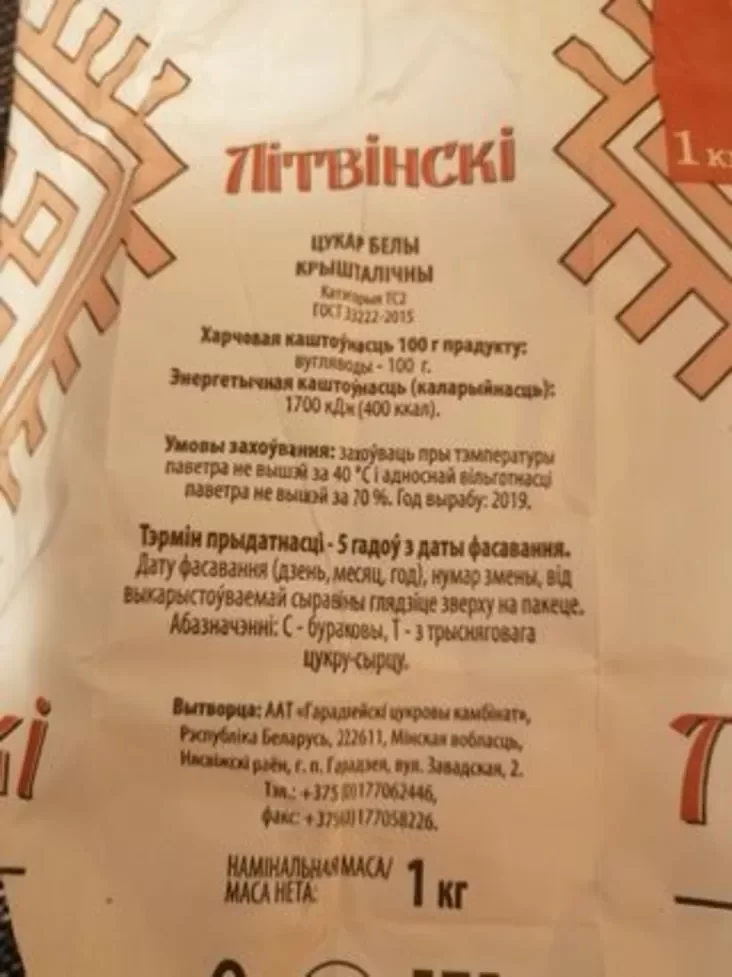 1 к
Літвінскі
ЦУКАР БЕЛЫ
КРЫШТАЛІЧНЫ
Катэгорыя ТС2
ГОСТ 33222-2015
Харчовая каштоўнасць 100 г прадукту:
вугляводы - 100 г.
Энергетычная каштоўнасць (каларыйнасць):
1700 кДж (400 ккал).
Умовы захоўвання: захоўваць пры тэмпературы
паветра не вышэй за 40 °С і адноснай вільготнасці
паветра не вышэй за 70 %. Год вырабу: 2019.
Тэрмін прыдатнасці - 5 гадоў з даты фасавання.
Дату фасавання (дзень, месяц, год), нумар змены, від
выкарыстоўваемай сыравіны глядзіце зверху на пакеце.
Абазначэнні: С - бураковы, Т - з трысняговага
цукру-сырцу.
Вытворца: ААТ «Гарадзейскі цукровы камбінат»,
Рэспубліка Беларусь, 222611, Мінская вобласць,
Нясвіжскі раён, г. п. Гарадзея, вул. Завадская, 2.
Тэл.: +375 (0)177062446,
факс: +375(0)177058226.
НАМІНАЛЬНАЯ МАСА/
МАСА НЕТА:
1 кг